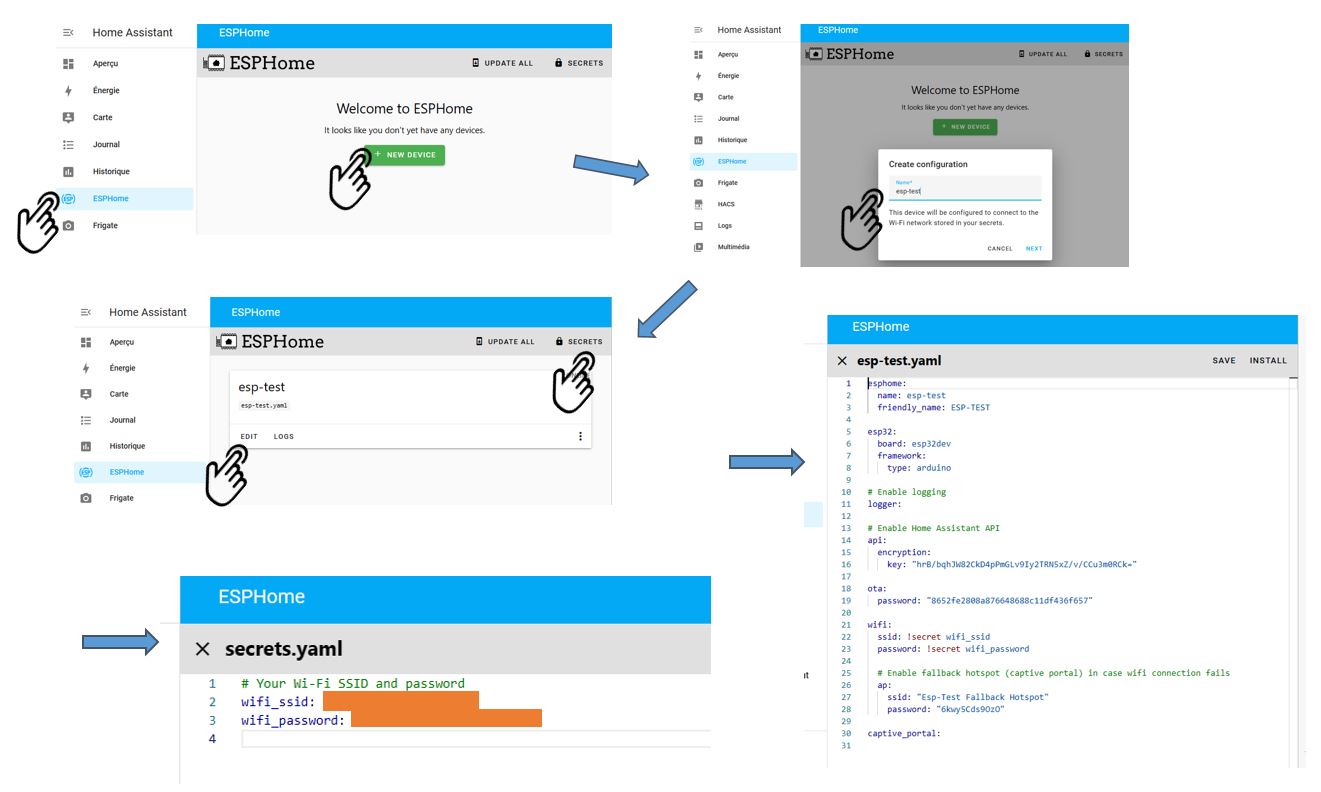 Home Assistant
Aperçu
Énergie
Carte
Journal
Historique
ESPHome
Frigate
ESPHome
ESPHome
UPDATE ALL
SECRETS
Welcome to ESPHome
It looks like you don't yet have any devices.
+ NEW DEVICE
Home Assistant
Aperçu
Énergie
Carte
Journal
Historique
ESPHome
Frigate
HACS
Logs
Multimédia
ESPHome
ESPHome
UPDATE ALL
SECRETS
Welcome to ESPHome
It looks like you don't yet have any devices.
+ NEW DEVICE
Create configuration
Name*
esp-test
This device will be configured to connect to the
Wi-Fi network stored in your secrets.
CANCEL NEXT
Home Assistant
Aperçu
Énergie
Carte
Journal
Historique
ESPHome
Frigate
ESPHome
ESPHome
UPDATE ALL
SECRETS
esp-test
esp-test.yaml
EDIT LOGS
ESPHome
secrets.yaml
1 # Your Wi-Fi SSID and password
2 wifi_ssid:
3 wifi_password:
4
ESPHome
esp-test.yaml
SAVE INSTALL
1 esphome:
2 name: esp-test
3 friendly_name: ESP-TEST
4
5 esp32:
6 board: esp32dev
7 framework:
8 type: arduino
9
10 # Enable logging
11 logger:
12
13 # Enable Home Assistant API
14 api:
15 encryption:
16 key: "hrB/bqhJW82CkD4pPmGLv9Iy2TRN5xZ/v/CCu3m0RCk="
17
18 ota:
19 password: "8652fe2808a876648688c11df436f657"
20
21 wifi:
22 ssid: !secret wifi_ssid
23 password: !secret wifi_password
24
25 # Enable fallback hotspot (captive portal) in case wifi connection fails
26 ap:
27 ssid: "Esp-Test Fallback Hotspot"
28 password: "6kwy5Cds9OzO"
29
30 captive_portal:
31